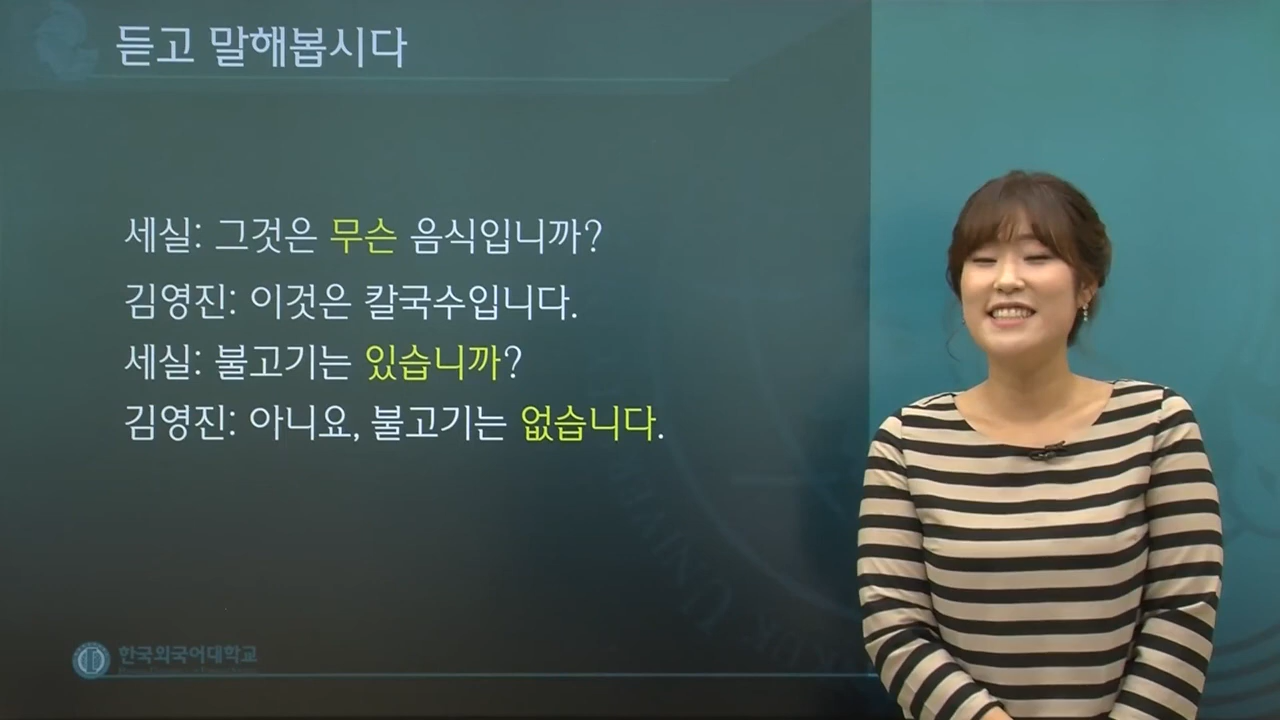 듣고 말해봅시다
세실: 그것은 무슨 음식입니까?
김영진: 이것은 칼국수입니다.
세실: 불고기는 있습니까?
김영진: 아니요, 불고기는 없습니다.
한국외국어대학교